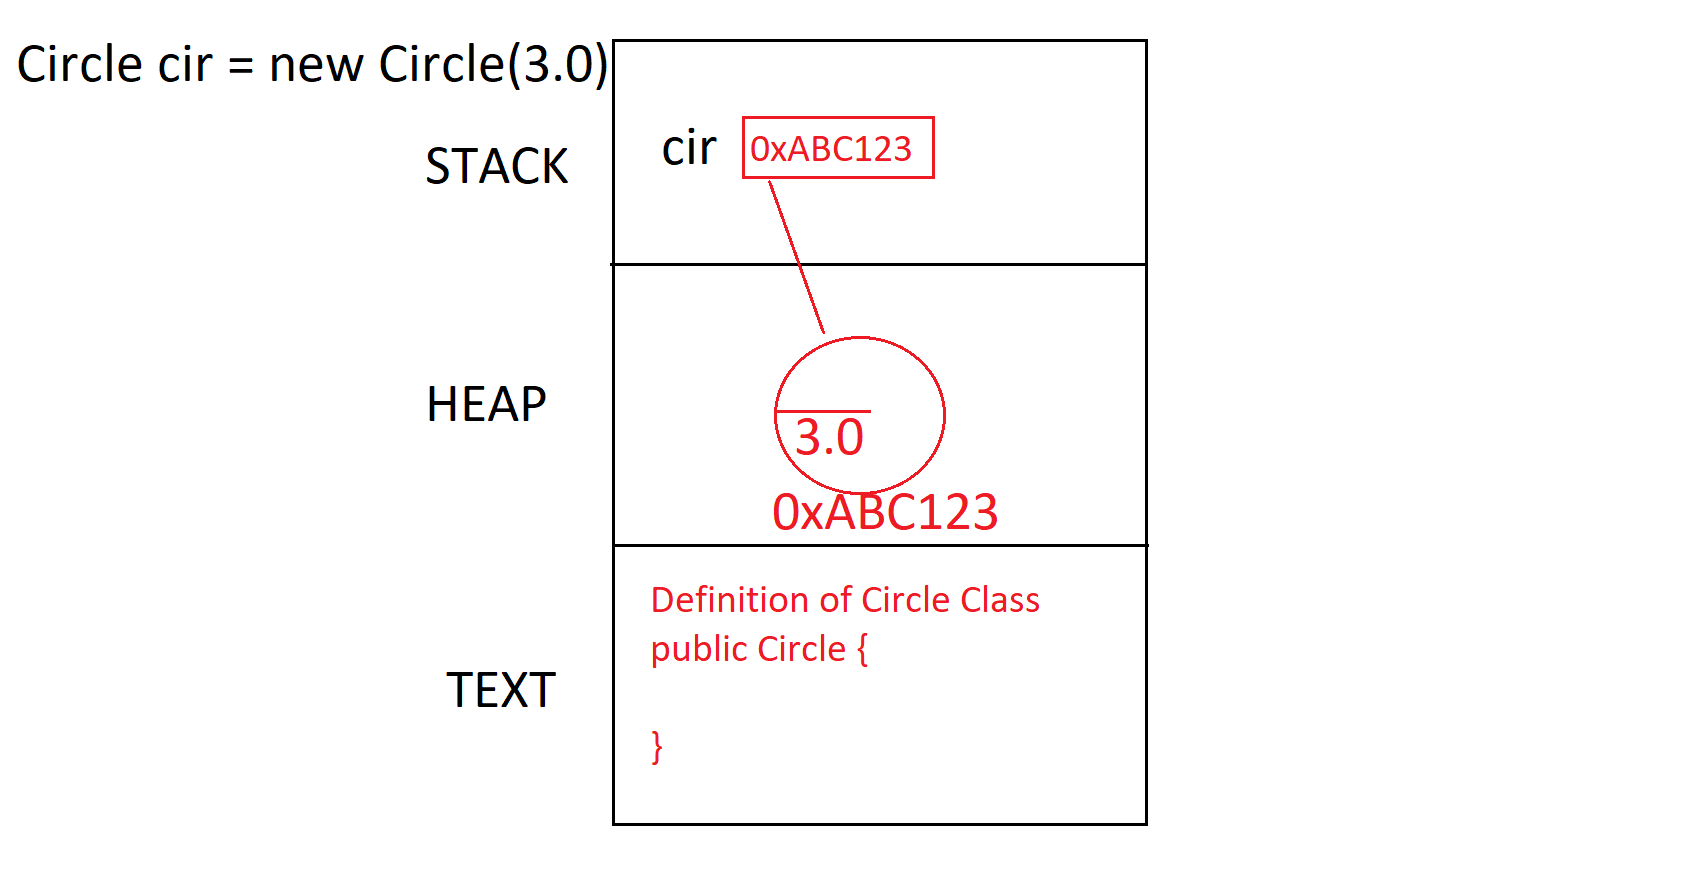 Circle cir = new Circle(3.0)
STACK
cir 0xABC123
HEAP
3.0
0xABC123
TEXT
Definition of Circle Class
public Circle {
}